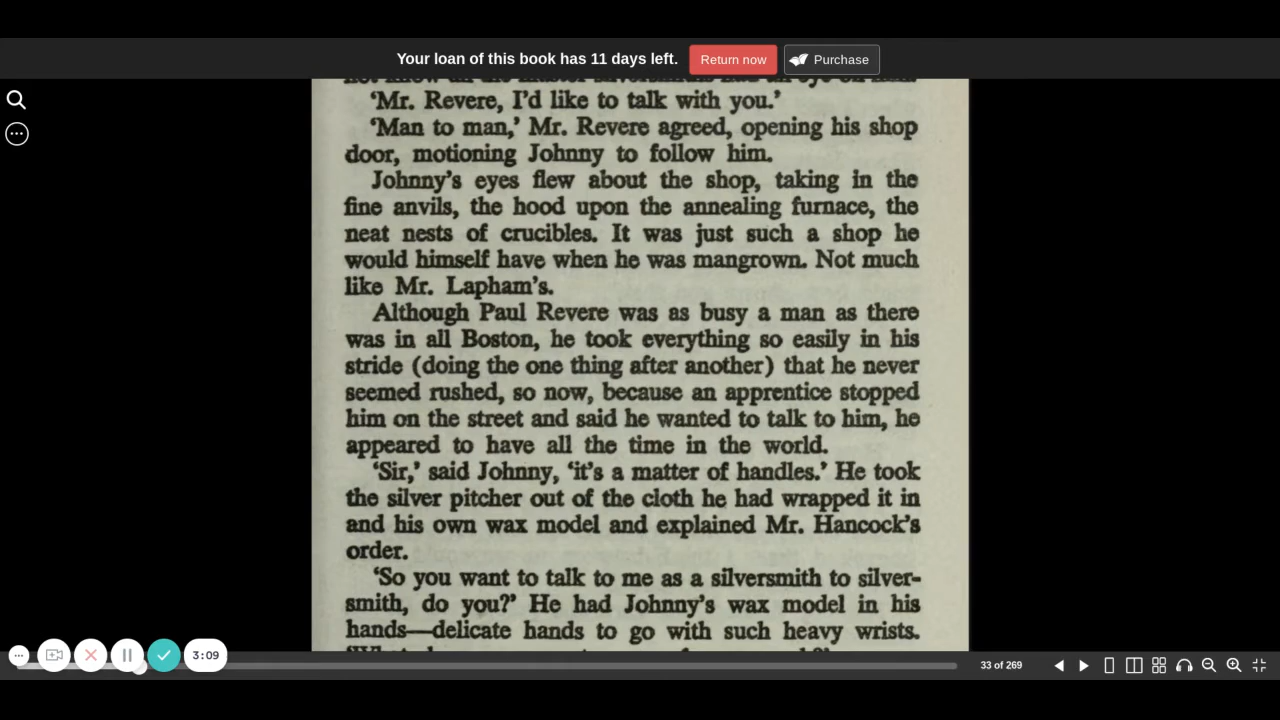 Your loan of this book has 11 days left. Return now Purchase
‘Mr. Revere, I’d like to talk with you.’
‘Man to man,’ Mr. Revere agreed, opening his shop
door, motioning Johnny to follow him.
Johnny’s eyes flew about the shop, taking in the
fine anvils, the hood upon the annealing furnace, the
neat nests of crucibles. It was just such a shop he
would himself have when he was mangrown. Not much
like Mr. Lapham’s.
Although Paul Revere was as busy a man as there
was in all Boston, he took everything so easily in his
stride (doing the one thing after another) that he never
seemed rushed, so now, because an apprentice stopped
him on the street and said he wanted to talk to him, he
appeared to have all the time in the world.
‘Sir,’ said Johnny, ‘it’s a matter of handles.’ He took
the silver pitcher out of the cloth he had wrapped it in
and his own wax model and explained Mr. Hancock’s
order.
‘So you want to talk to me as a silversmith to silver-
smith, do you?’ He had Johnny’s wax model in his
hands—delicate hands to go with such heavy wrists.
3:09
33 of 269